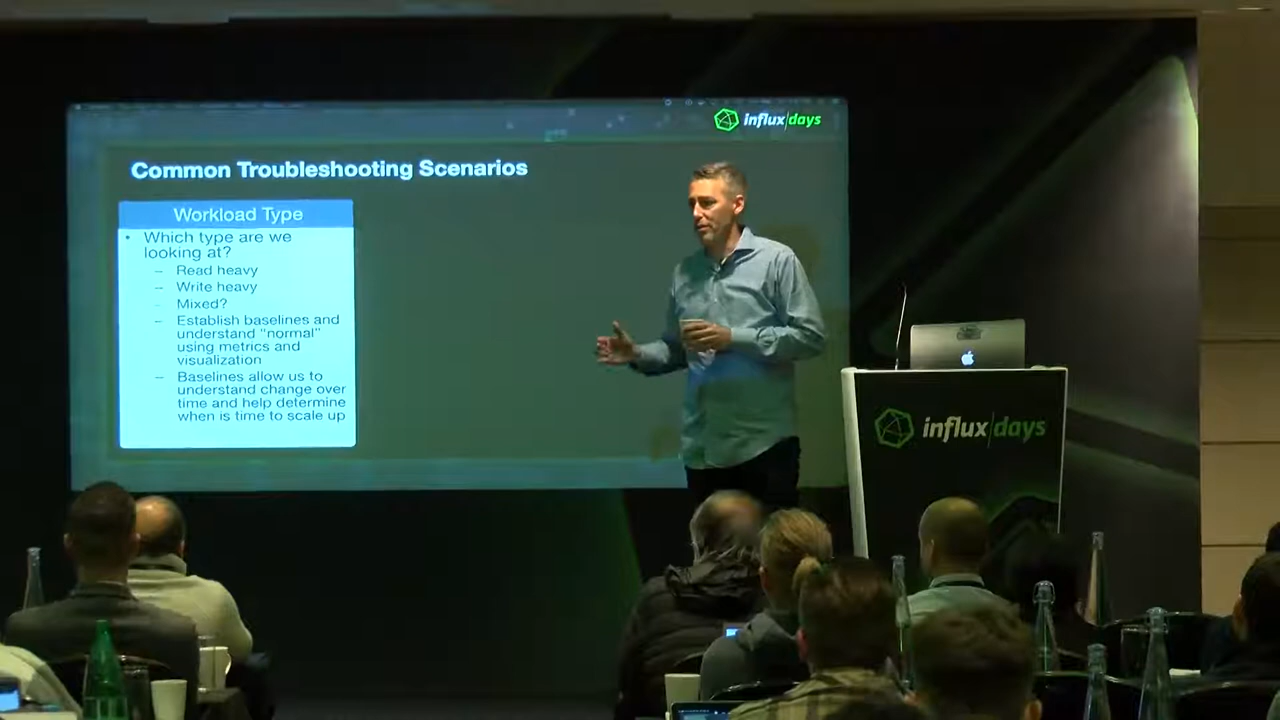 influx|days
Common Troubleshooting Scenarios
Workload Type
• Which type are we
looking at?
– Read heavy
– Write heavy
– Mixed?
– Establish baselines and
understand "normal"
using metrics and
visualization
– Baselines allow us to
understand change over
time and help determine
when is time to scale up
influx|days